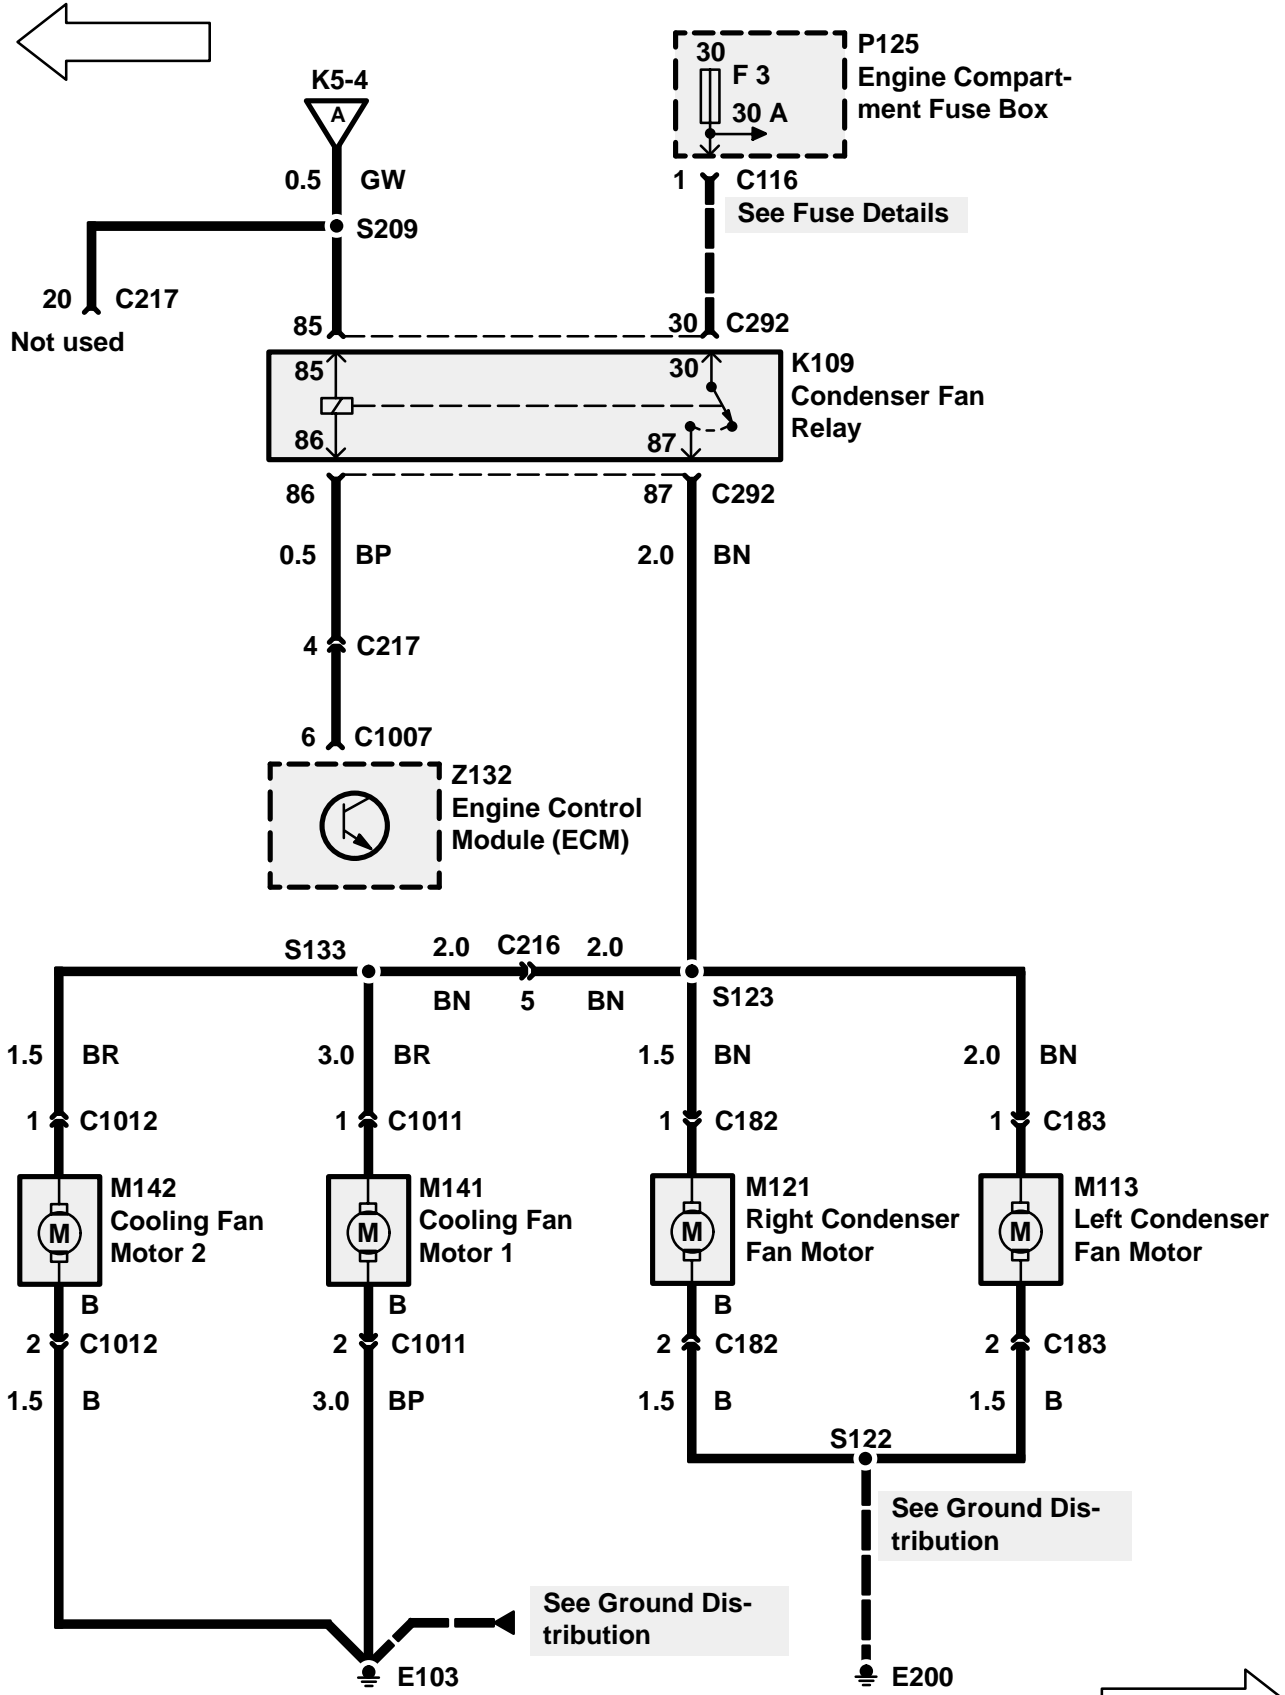 K5-4
A
0.5 GW
S209
20 C217
Not used
30
F 3
30 A
P125
Engine Compart-
ment Fuse Box
1 C116
See Fuse Details
85
30 C292
85
30
86
87
K109
Condenser Fan
Relay
86
87 C292
0.5 BP
2.0 BN
4 C217
6 C1007
Z132
Engine Control
Module (ECM)
S133
2.0 C216 2.0
BN 5 BN
S123
1.5 BR
3.0 BR
1.5 BN
2.0 BN
1 C1012
1 C1011
1 C182
1 C183
M
M142
Cooling Fan
Motor 2
M
M141
Cooling Fan
Motor 1
M
M121
Right Condenser
Fan Motor
M
M113
Left Condenser
Fan Motor
B
B
B
2 C1012
2 C1011
2 C182
2 C183
1.5 B
3.0 BP
1.5 B
1.5 B
S122
See Ground Dis-
tribution
See Ground Dis-
tribution
E103
E200